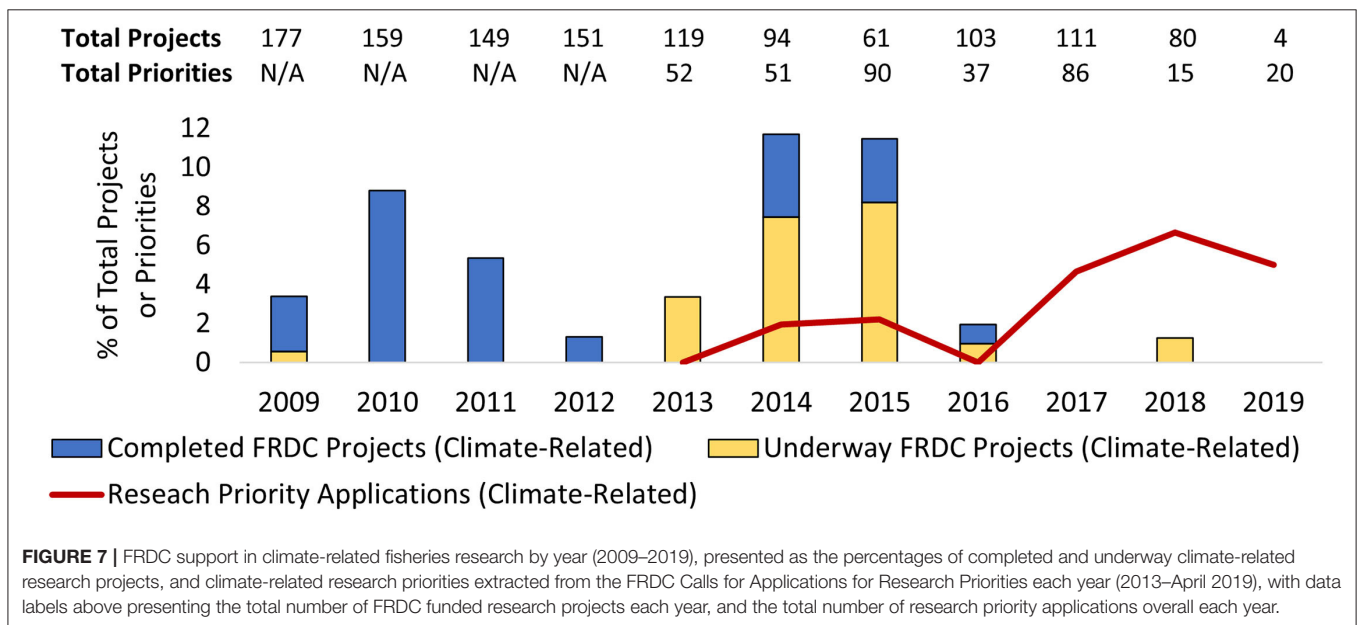 Total Projects 177 159 149 151 119 94 61 103 111 80 4
Total Priorities N/A N/A N/A N/A 52 51 90 37 86 15 20
% of Total Projects
or Priorities
12
10
8
6
4
2
0
2009 2010 2011 2012 2013 2014 2015 2016 2017 2018 2019
Completed FRDC Projects (Climate-Related) Underway FRDC Projects (Climate-Related)
Reseach Priority Applications (Climate-Related)
FIGURE 7 | FRDC support in climate-related fisheries research by year (2009–2019), presented as the percentages of completed and underway climate-related
research projects, and climate-related research priorities extracted from the FRDC Calls for Applications for Research Priorities each year (2013–April 2019), with data
labels above presenting the total number of FRDC funded research projects each year, and the total number of research priority applications overall each year.